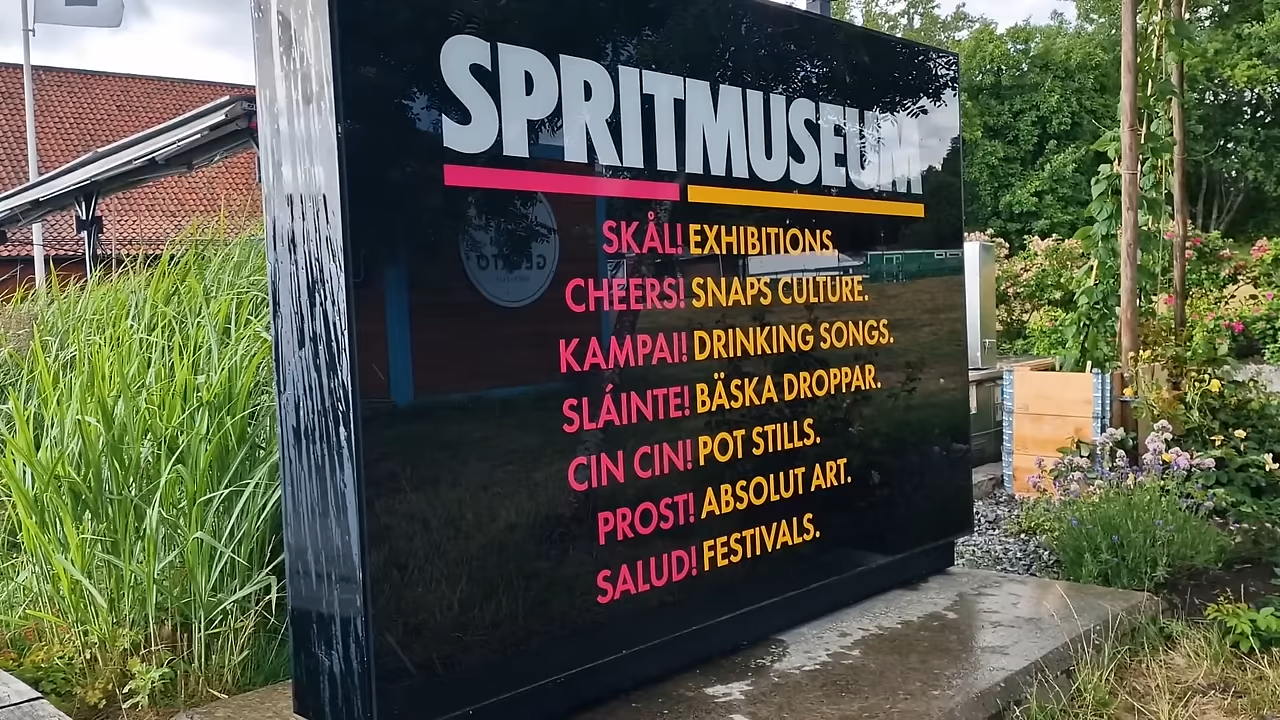 SPRITMUSEUM
SKÅL! EXHIBITIONS.
CHEERS! SNAPS CULTURE.
KAMPAI! DRINKING SONGS.
SLÁINTE! BÄSKA DROPPAR.
CIN CIN! POT STILLS.
PROST! ABSOLUT ART.
SALUD! FESTIVALS.